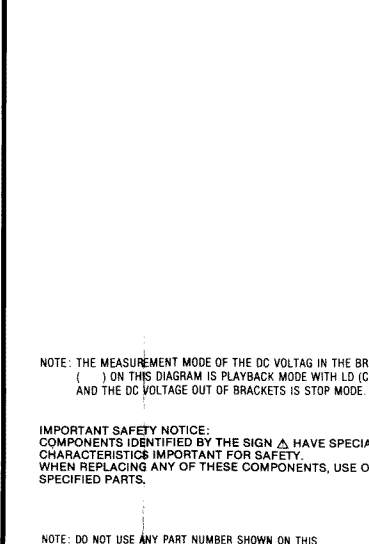 NOTE: THE MEASUREMENT MODE OF THE DC VOLTAG IN THE BR
( ) ON THIS DIAGRAM IS PLAYBACK MODE WITH LD (C
AND THE DC VOLTAGE OUT OF BRACKETS IS STOP MODE.
IMPORTANT SAFETY NOTICE:
COMPONENTS IDENTIFIED BY THE SIGN ⚠ HAVE SPECIA
CHARACTERISTICS IMPORTANT FOR SAFETY.
WHEN REPLACING ANY OF THESE COMPONENTS, USE O
SPECIFIED PARTS.
NOTE: DO NOT USE ANY PART NUMBER SHOWN ON THIS